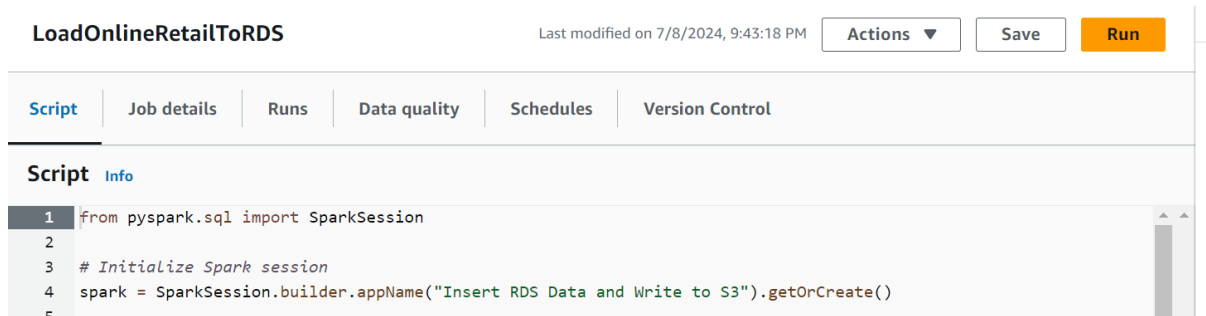 LoadOnlineRetailToRDS Last modified on 7/8/2024, 9:43:18 PM Actions ▼ Save Run
Script Job details Runs Data quality Schedules Version Control
Script Info
1 from pyspark.sql import SparkSession
2
3 # Initialize Spark session
4 spark = SparkSession.builder.appName("Insert RDS Data and Write to S3").getOrCreate()
5